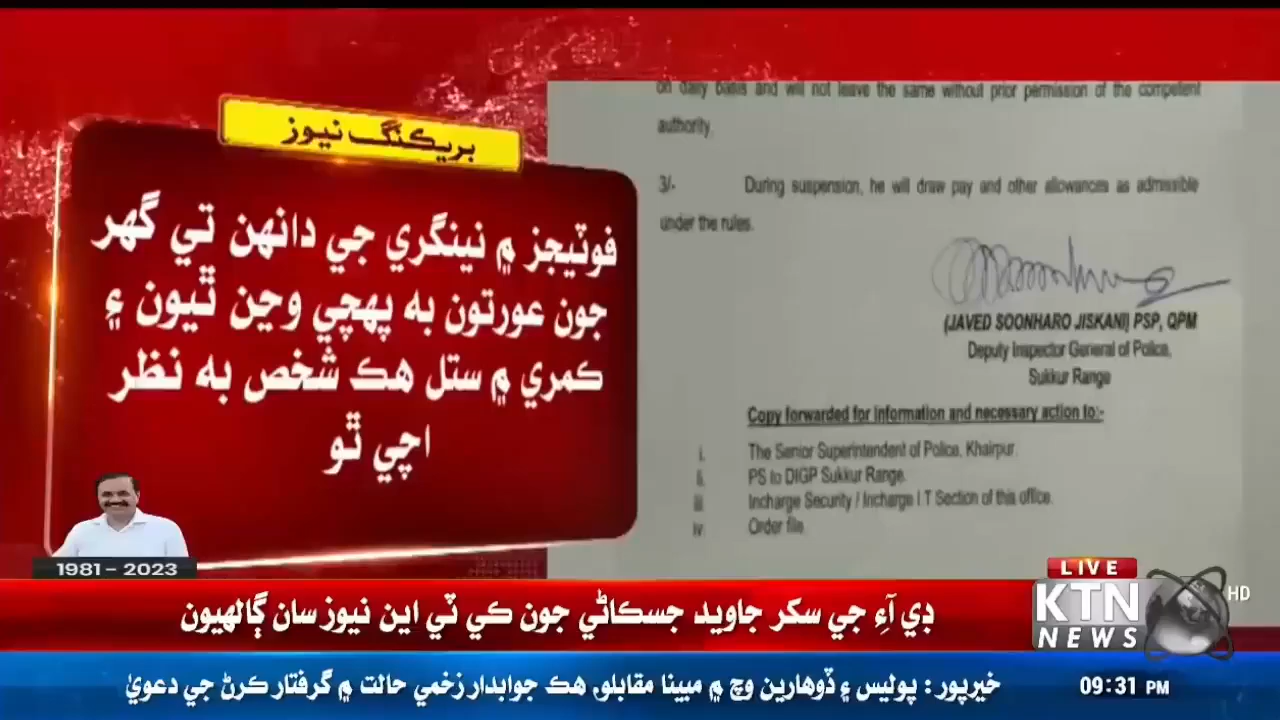 بريڪنگ نيوز
فوٽيجز ۾ نينگري جي دانهن تي گھر
جون عورتون به پهچي وڃن ٿيون ۽
ڪمري ۾ ستل هڪ شخص به نظر
اچي ٿو
on daily basis and will not leave the same without prior permission of the competent
authority.
3/- During suspension, he will draw pay and other allowances as admissible
under the rules.
(JAVED SOONHARO JISKANI) PSP, QPM
Deputy Inspector General of Police,
Sukkur Range
Copy forwarded for information and necessary action to:-
i. The Senior Superintendent of Police, Khairpur.
ii. PS to DIGP Sukkur Range.
iii. Incharge Security / Incharge I T Section of this office.
iv. Order file.
1981 – 2023
LIVE
KTN
NEWS
HD
ڊي آءِ جي سکر جاويد جسڪاڻي جون ڪي ٽي اين نيوز سان ڳالهيون
خيرپور : پوليس ۽ ڏوهارين وچ ۾ مبينا مقابلو، هڪ جوابدار زخمي حالت ۾ گرفتار ڪرڻ جي دعويٰ
09:31 PM